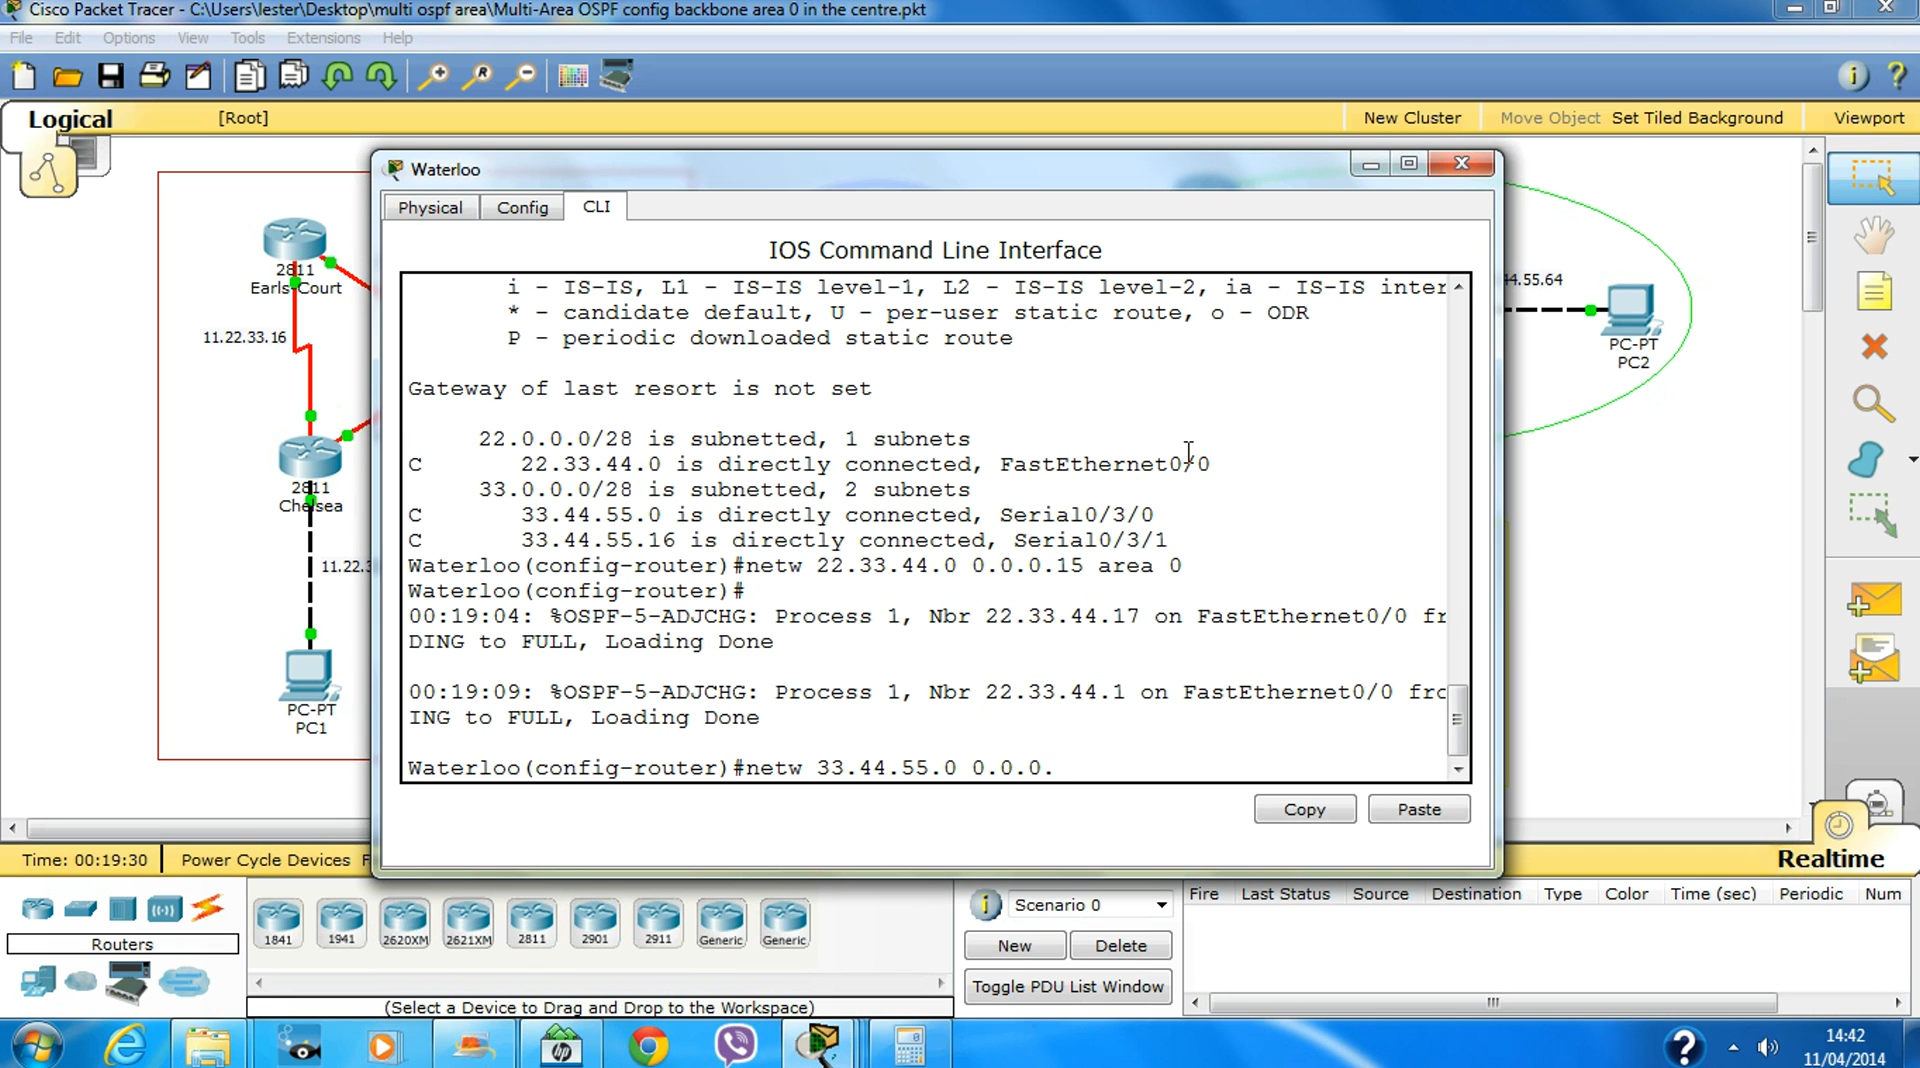 Cisco Packet Tracer - C:\Users\lester\Desktop\multi ospf area\Multi-Area OSPF config backbone area 0 in the centre.pkt
File Edit Options View Tools Extensions Help
Logical [Root] New Cluster Move Object Set Tiled Background Viewport
Waterloo
Physical Config CLI
IOS Command Line Interface
i - IS-IS, L1 - IS-IS level-1, L2 - IS-IS level-2, ia - IS-IS inter
* - candidate default, U - per-user static route, o - ODR
P - periodic downloaded static route
Gateway of last resort is not set
22.0.0.0/28 is subnetted, 1 subnets
C 22.33.44.0 is directly connected, FastEthernet0/0
33.0.0.0/28 is subnetted, 2 subnets
C 33.44.55.0 is directly connected, Serial0/3/0
C 33.44.55.16 is directly connected, Serial0/3/1
Waterloo(config-router)#netw 22.33.44.0 0.0.0.15 area 0
Waterloo(config-router)#
00:19:04: %OSPF-5-ADJCHG: Process 1, Nbr 22.33.44.17 on FastEthernet0/0 fr
DING to FULL, Loading Done
00:19:09: %OSPF-5-ADJCHG: Process 1, Nbr 22.33.44.1 on FastEthernet0/0 fro
ING to FULL, Loading Done
Waterloo(config-router)#netw 33.44.55.0 0.0.0.
Copy Paste
2811
Earls-Court
11.22.33.16
2811
Chelsea
11.22.3
PC-PT
PC1
44.55.64
PC-PT
PC2
Time: 00:19:30 Power Cycle Devices F
Realtime
Routers
1841 1941 2620XM 2621XM 2811 2901 2911 Generic Generic
(Select a Device to Drag and Drop to the Workspace)
Scenario 0
New Delete
Toggle PDU List Window
Fire Last Status Source Destination Type Color Time (sec) Periodic Num
14:42
11/04/2014